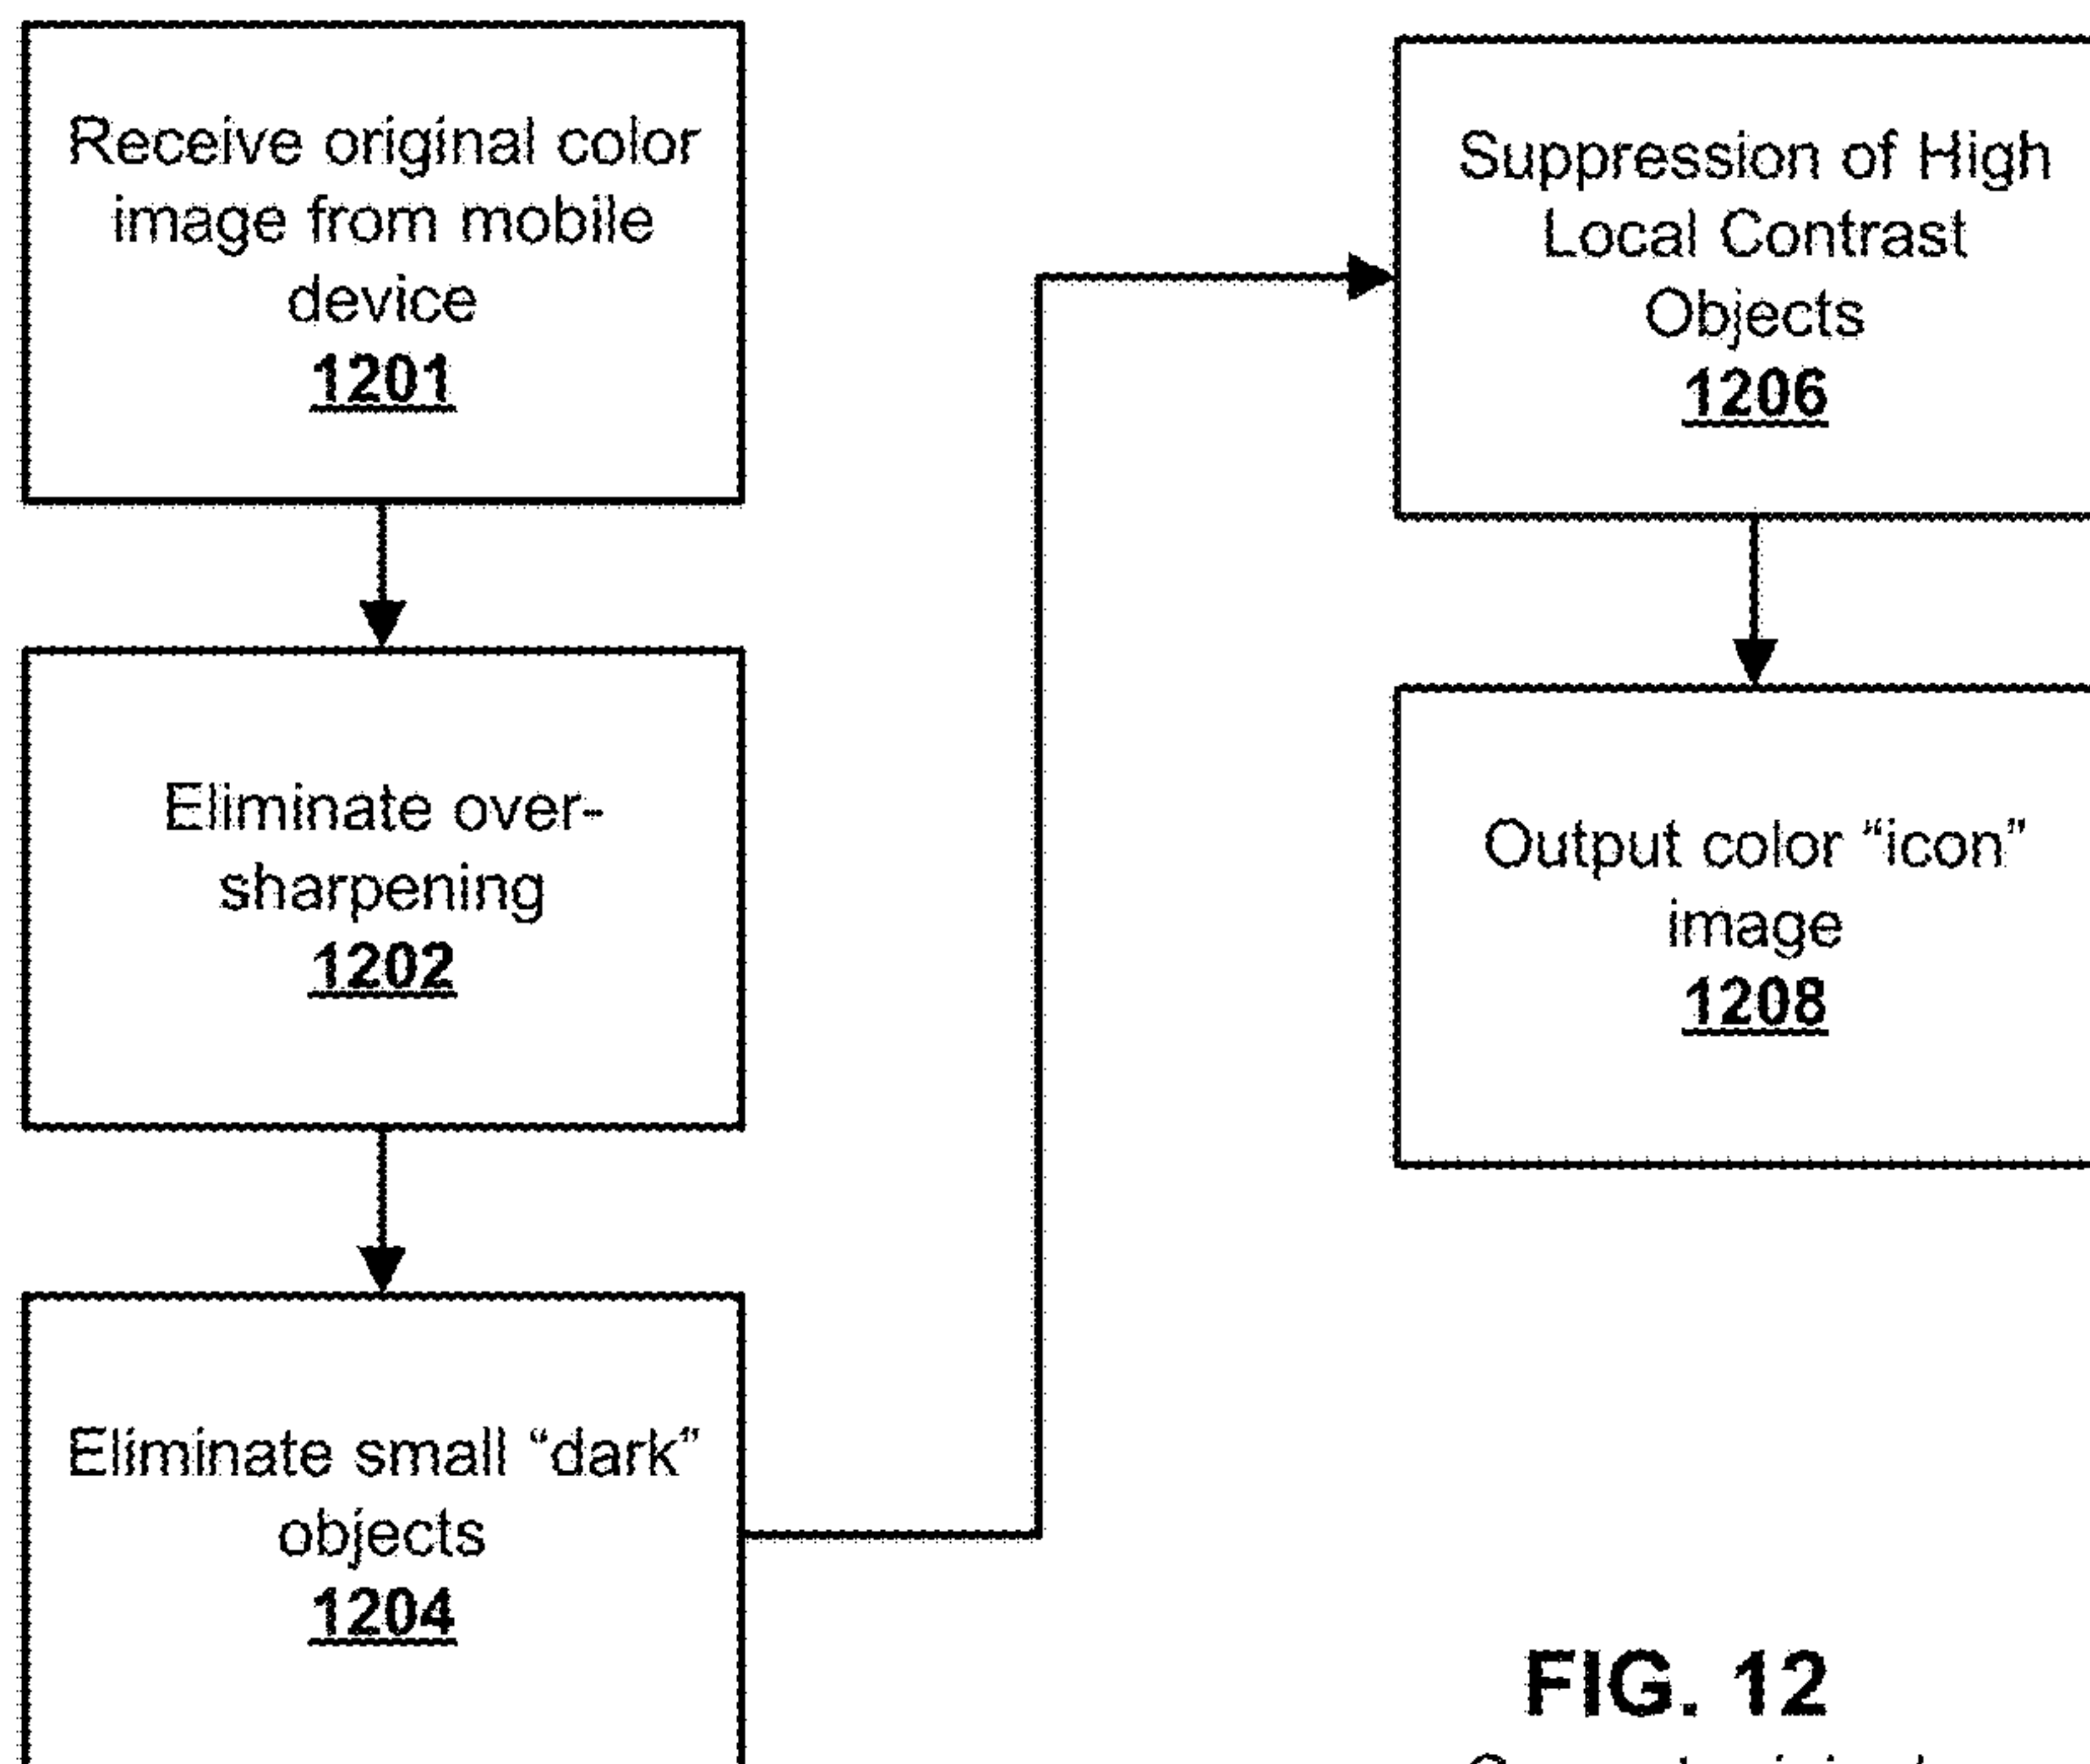 Receive original color
image from mobile
device
1201
Eliminate over-
sharpening
1202
Eliminate small “dark”
objects
1204
Suppression of High
Local Contrast
Objects
1206
Output color “icon”
image
1208
FIG. 12